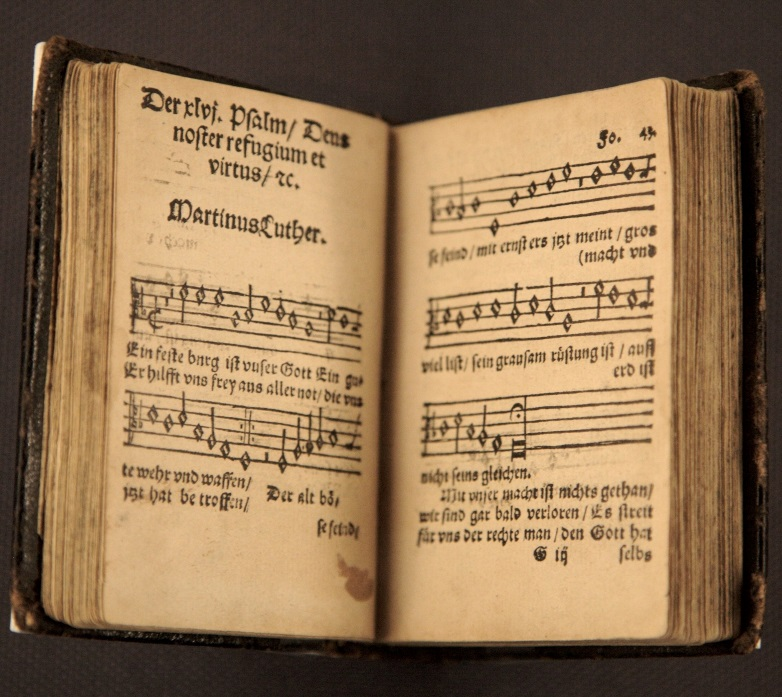 Der xlvj. Psalm/ Deus
noster refugium et
virtus/ ꝛc.
Martinus Luther.
Ein feste burg ist vnser Gott Ein gu⸗
Er hilfft vns frey aus aller not/ die vns
te wehr vnd waffen/
jtzt hat be troffen/ Der alt bö⸗
se feind/
Fo. 43.
se feind/ mit ernst ers jtzt meint / gros
(macht vnd
viel list/ sein grausam rüstung ist / auff
erd ist
nicht seins gleichen.
Mit vnser macht ist nichts gethan/
wir sind gar bald verloren / Es streit
für vns der rechte man / den Gott hat
G iij selbs